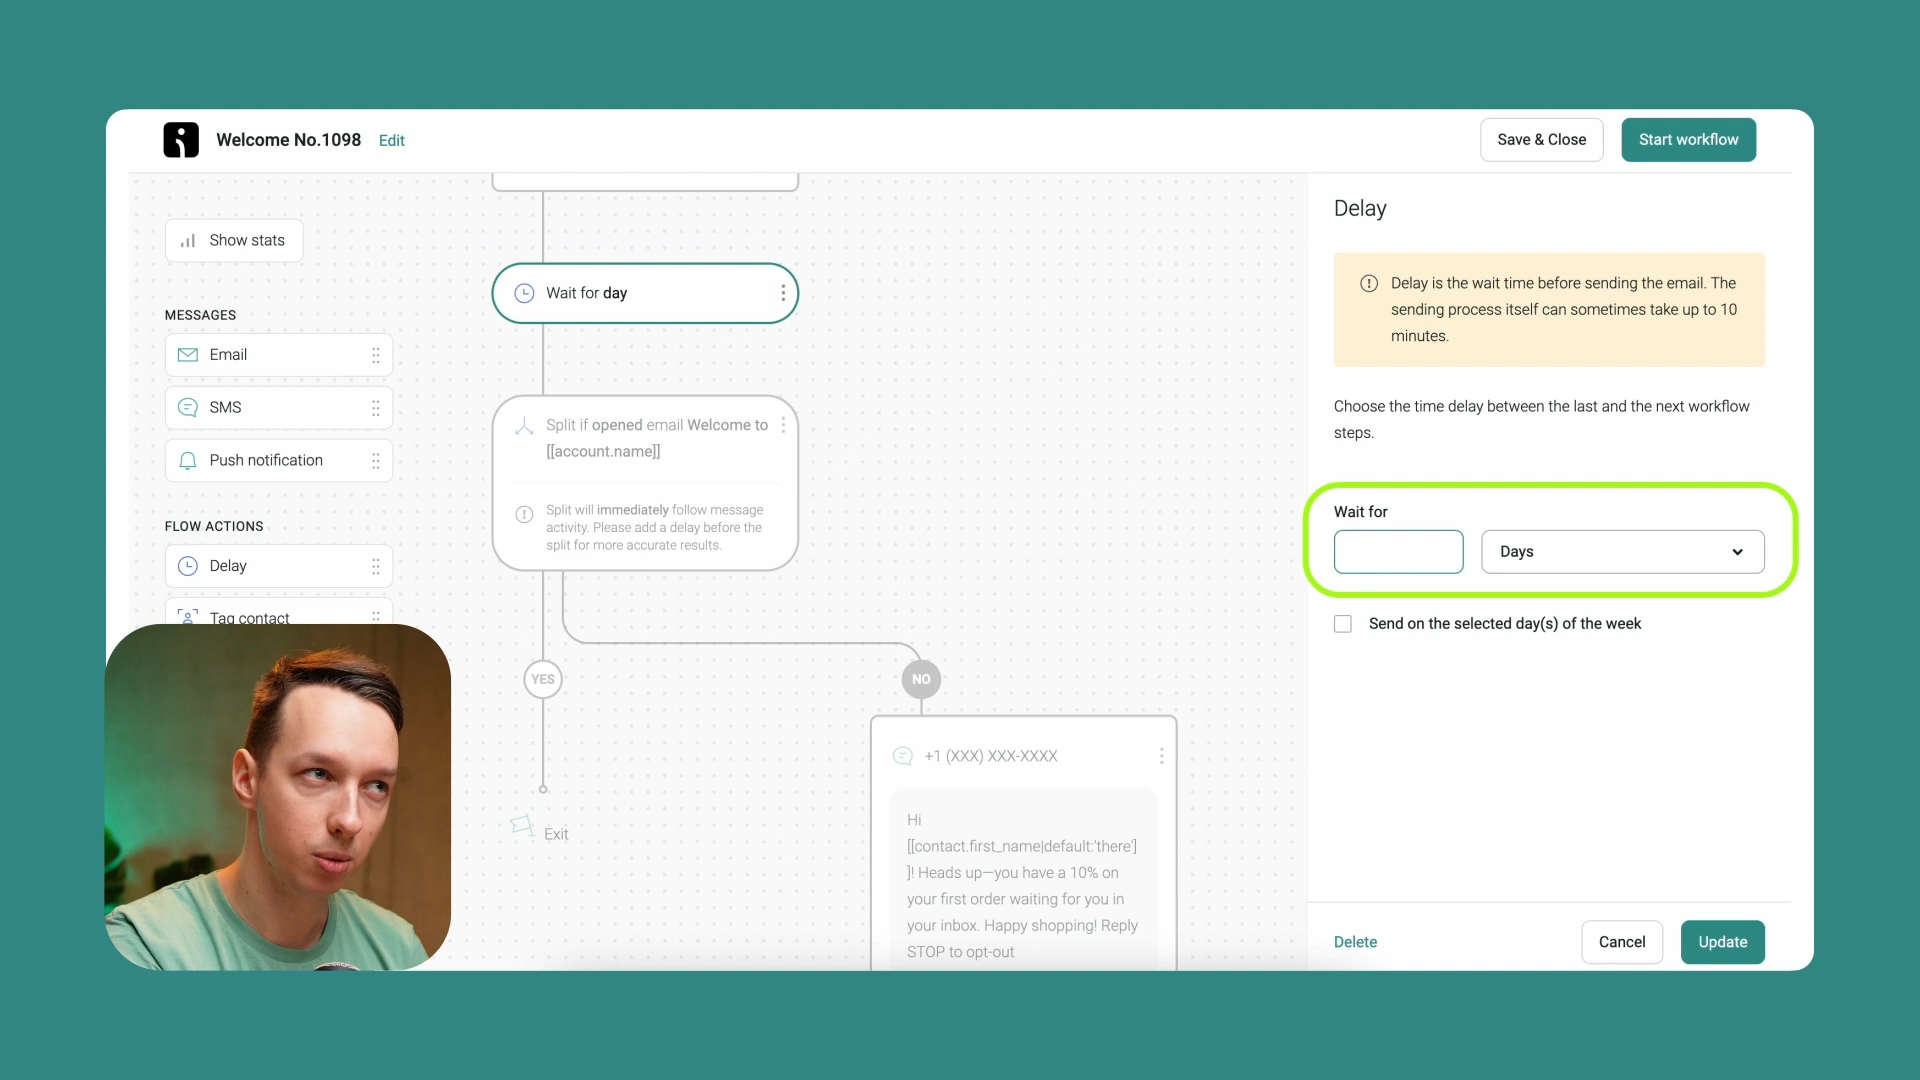 Welcome No.1098 Edit
Save & Close
Start workflow
Show stats
MESSAGES
Email
SMS
Push notification
FLOW ACTIONS
Delay
Tag contact
Wait for day
Split if opened email Welcome to
[[account.name]]
Split will immediately follow message
activity. Please add a delay before the
split for more accurate results.
YES
NO
Exit
+1 (XXX) XXX-XXXX
Hi
[[contact.first_name|default:'there']
]! Heads up—you have a 10% on
your first order waiting for you in
your inbox. Happy shopping! Reply
STOP to opt-out
Delay
Delay is the wait time before sending the email. The
sending process itself can sometimes take up to 10
minutes.
Choose the time delay between the last and the next workflow
steps.
Wait for
Days
Send on the selected day(s) of the week
Delete
Cancel
Update